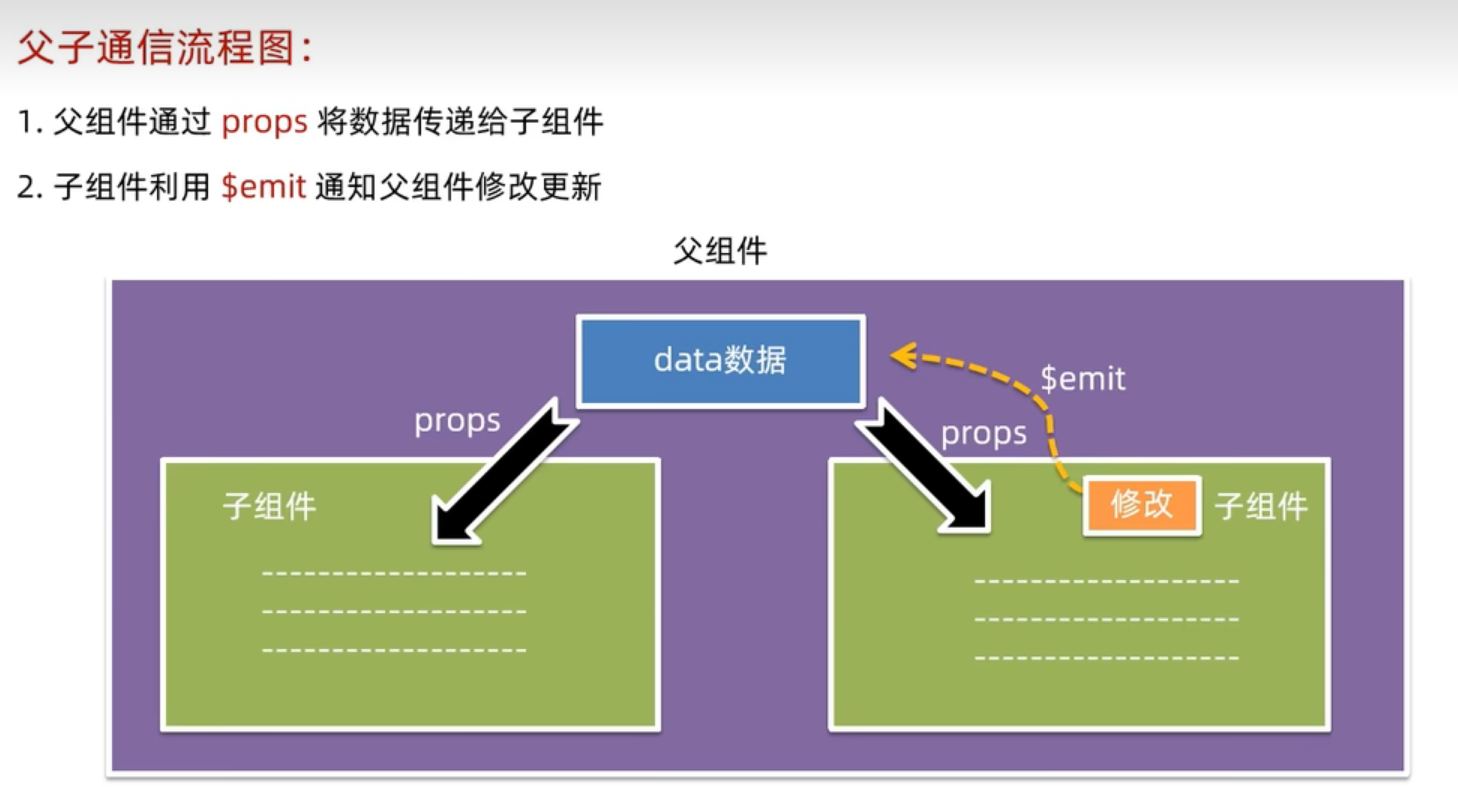 父子通信流程图：
1. 父组件通过 props 将数据传递给子组件
2. 子组件利用 $emit 通知父组件修改更新
父组件
data数据
$emit
props
props
子组件
修改
子组件